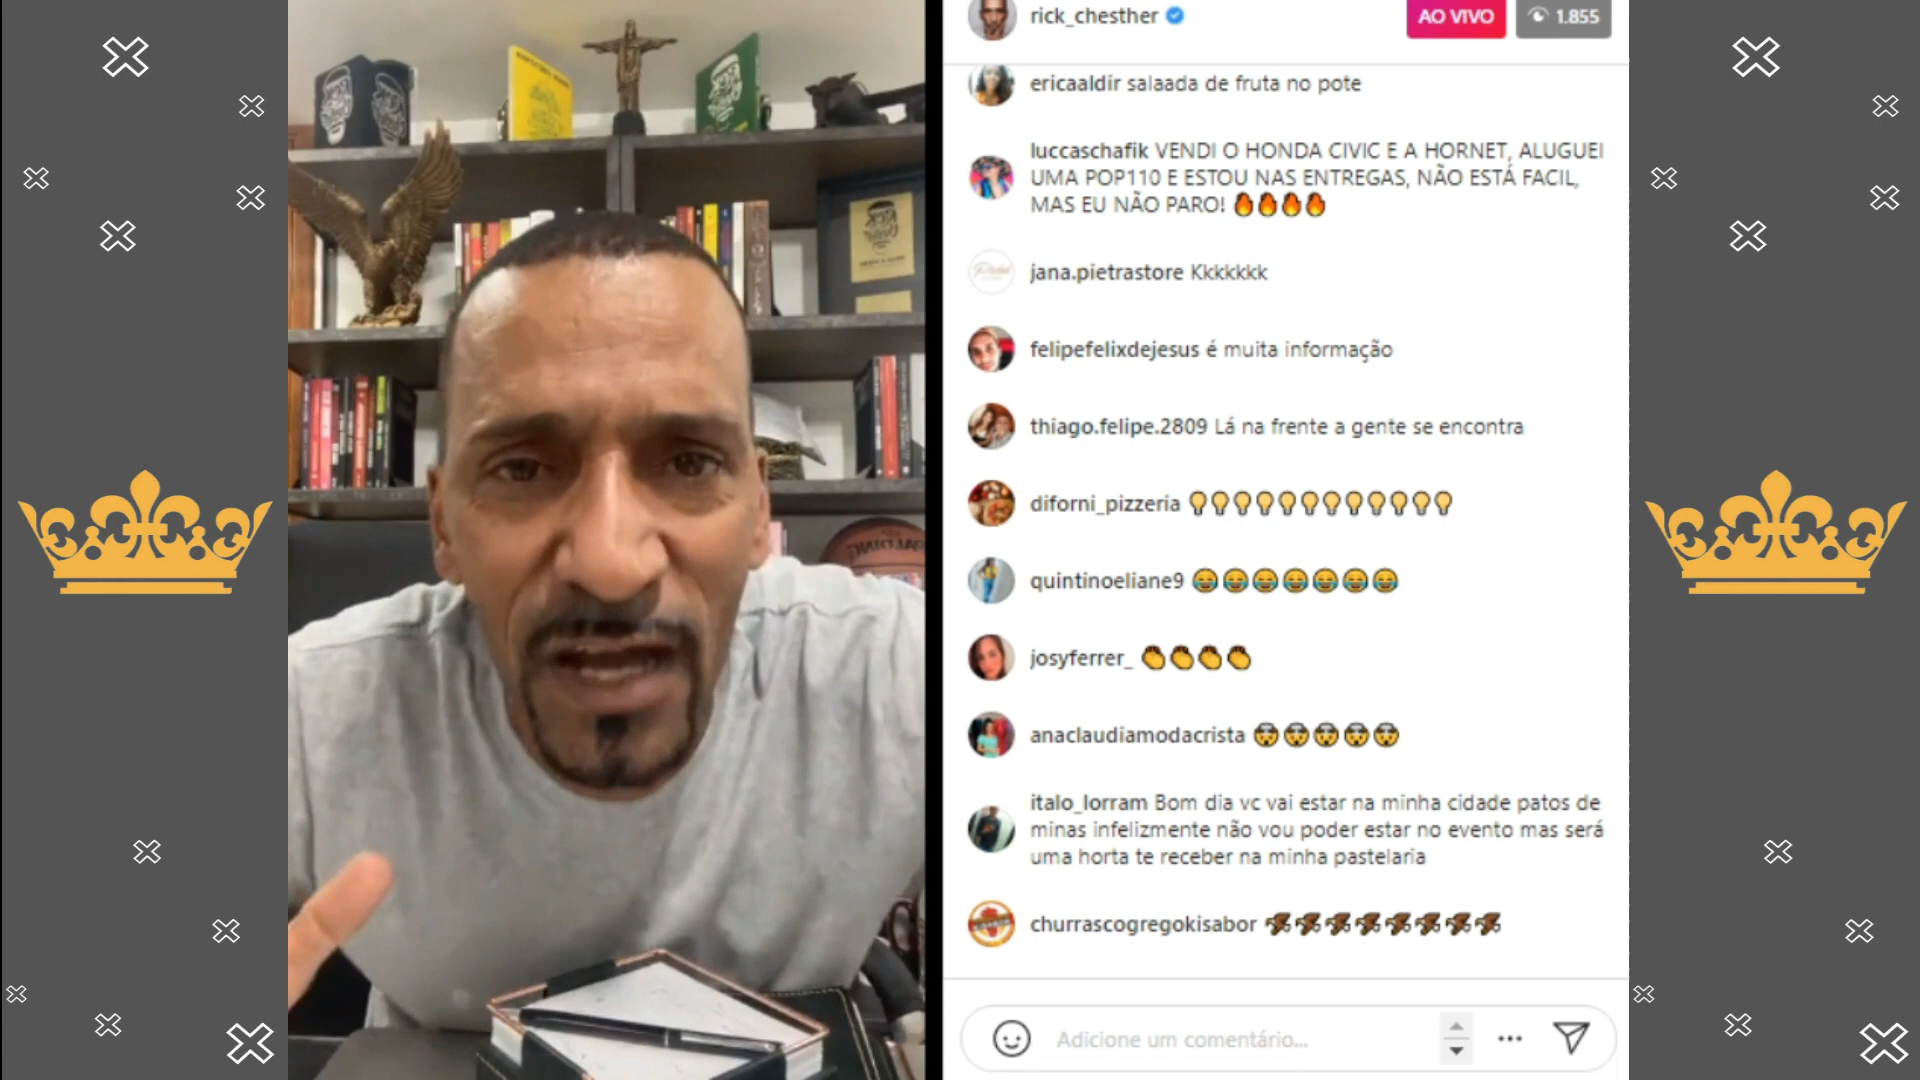 rick_chesther
AO VIVO
1.855
ericaaldir salaada de fruta no pote
luccaschafik VENDI O HONDA CIVIC E A HORNET, ALUGUEI
UMA POP110 E ESTOU NAS ENTREGAS, NÃO ESTÁ FACIL,
MAS EU NÃO PARO! 🔥🔥🔥🔥
jana.pietrastore Kkkkkkk
felipefelixdejesus é muita informação
thiago.felipe.2809 Lá na frente a gente se encontra
diforni_pizzeria 💡💡💡💡💡💡💡💡💡💡💡💡
quintinoeliane9 😂😂😂😂😂😂😂
josyferrer_ 👏👏👏👏
anaclaudiamodacrista 🤯🤯🤯🤯🤯
italo_lorram Bom dia vc vai estar na minha cidade patos de
minas infelizmente não vou poder estar no evento mas será
uma horta te receber na minha pastelaria
churrascogregokisabor 🦅🦅🦅🦅🦅🦅🦅🦅
Adicione um comentário...
SPALDING